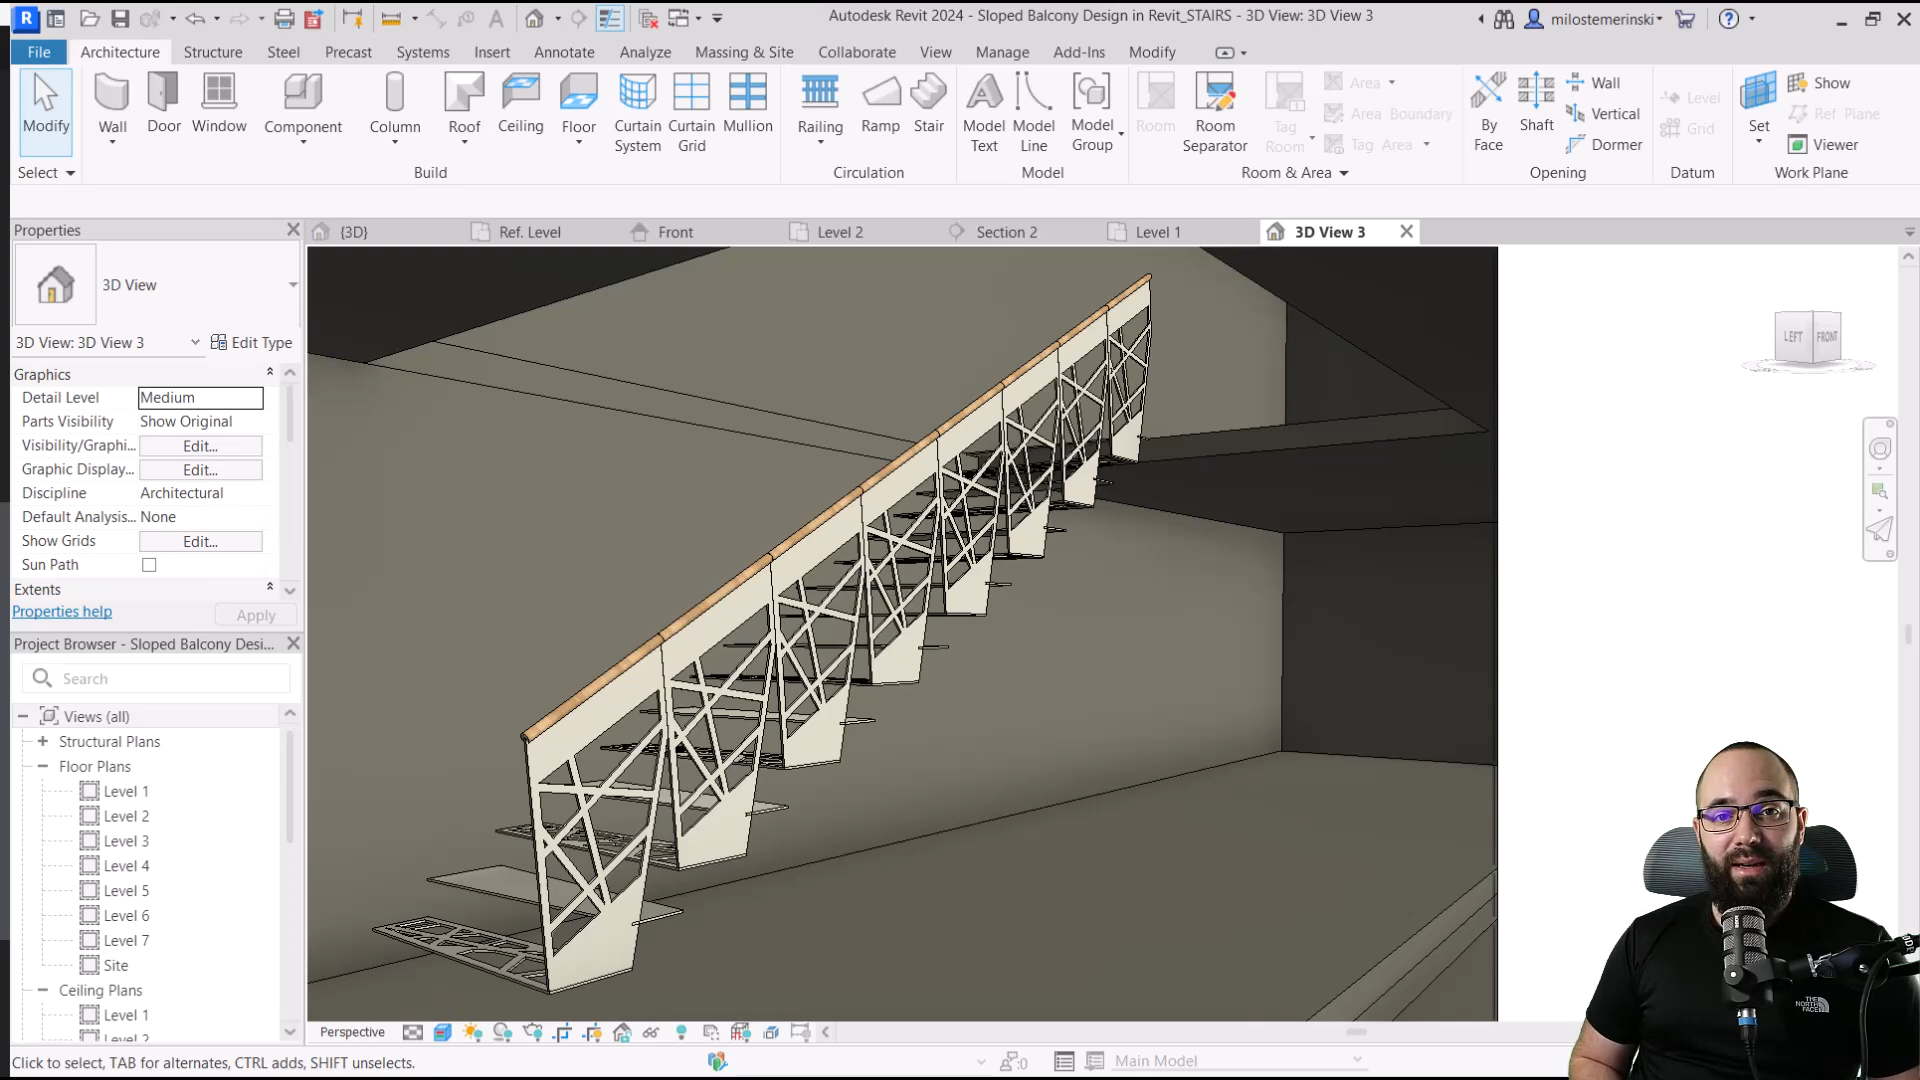 Autodesk Revit 2024 - Sloped Balcony Design in Revit_STAIRS - 3D View: 3D View 3
milostemerinski
File Architecture Structure Steel Precast Systems Insert Annotate Analyze Massing & Site Collaborate View Manage Add-Ins Modify
Modify
Wall
Door
Window
Component
Column
Roof
Ceiling
Floor
Curtain System
Curtain Grid
Mullion
Railing
Ramp
Stair
Model Text
Model Line
Model Group
Room
Room Separator
Tag Room
Area
Area Boundary
Tag Area
By Face
Shaft
Wall
Vertical
Dormer
Level
Grid
Set
Show
Ref Plane
Viewer
Select Build Circulation Model Room & Area Opening Datum Work Plane
Properties
{3D} Ref. Level Front Level 2 Section 2 Level 1 3D View 3
3D View
3D View: 3D View 3 Edit Type
Graphics
Detail Level Medium
Parts Visibility Show Original
Visibility/Graphi... Edit...
Graphic Display... Edit...
Discipline Architectural
Default Analysis... None
Show Grids Edit...
Sun Path
Extents
Properties help Apply
Project Browser - Sloped Balcony Desi...
Search
Views (all)
Structural Plans
Floor Plans
Level 1
Level 2
Level 3
Level 4
Level 5
Level 6
Level 7
Site
Ceiling Plans
Level 1
Level 2
LEFT FRONT
Perspective
Click to select, TAB for alternates, CTRL adds, SHIFT unselects.
:0
Main Model
THE NORTH FACE